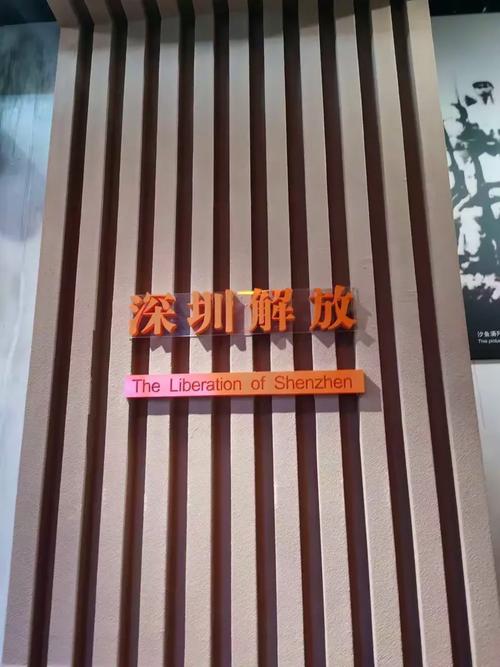 深圳解放
The Liberation of Shenzhen